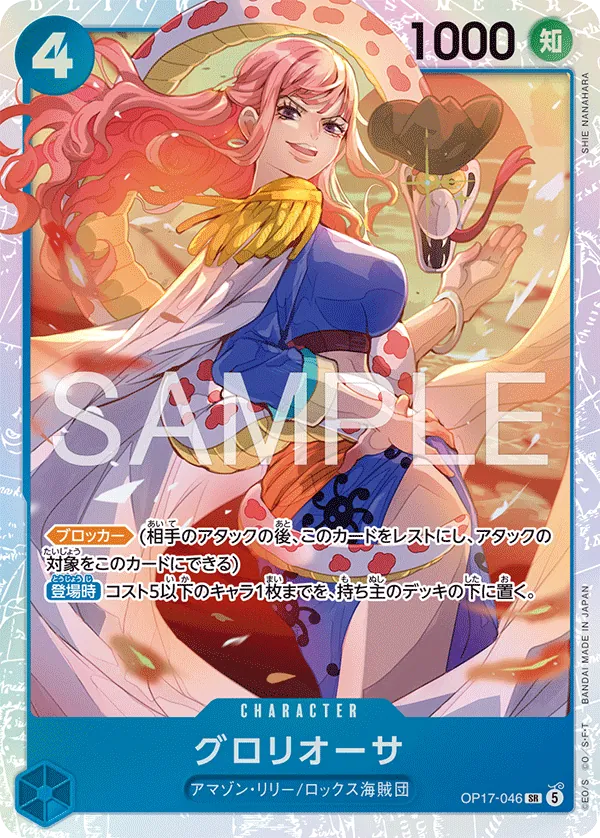 4
1000
知
SHIE NANAHARA
SAMPLE
ブロッカー (相手のアタックの後、このカードをレストにし、アタックの
対象をこのカードにできる)
登場時 コスト5以下のキャラ1枚までを、持ち主のデッキの下に置く。
CHARACTER
グロリオーサ
アマゾン・リリー/ロックス海賊団
OP17-046 SR 5
©E.O/S ©O/S・F・T BANDAI MADE IN JAPAN